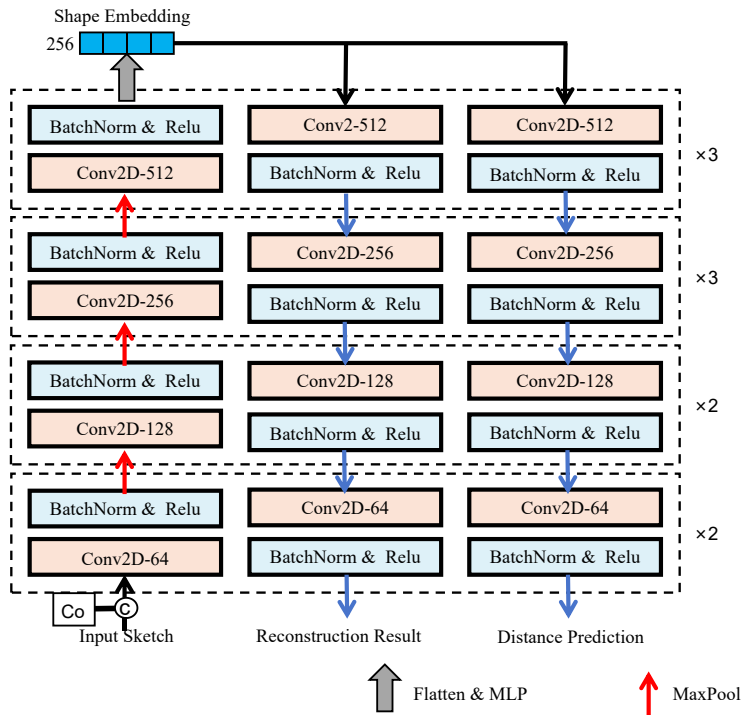 Shape Embedding
256
BatchNorm & Relu
Conv2-512
Conv2D-512
Conv2D-512
BatchNorm & Relu
BatchNorm & Relu
×3
BatchNorm & Relu
Conv2D-256
Conv2D-256
Conv2D-256
BatchNorm & Relu
BatchNorm & Relu
×3
BatchNorm & Relu
Conv2D-128
Conv2D-128
Conv2D-128
BatchNorm & Relu
BatchNorm & Relu
×2
BatchNorm & Relu
Conv2D-64
Conv2D-64
Conv2D-64
BatchNorm & Relu
BatchNorm & Relu
×2
Co
C
Input Sketch
Reconstruction Result
Distance Prediction
Flatten & MLP
MaxPool